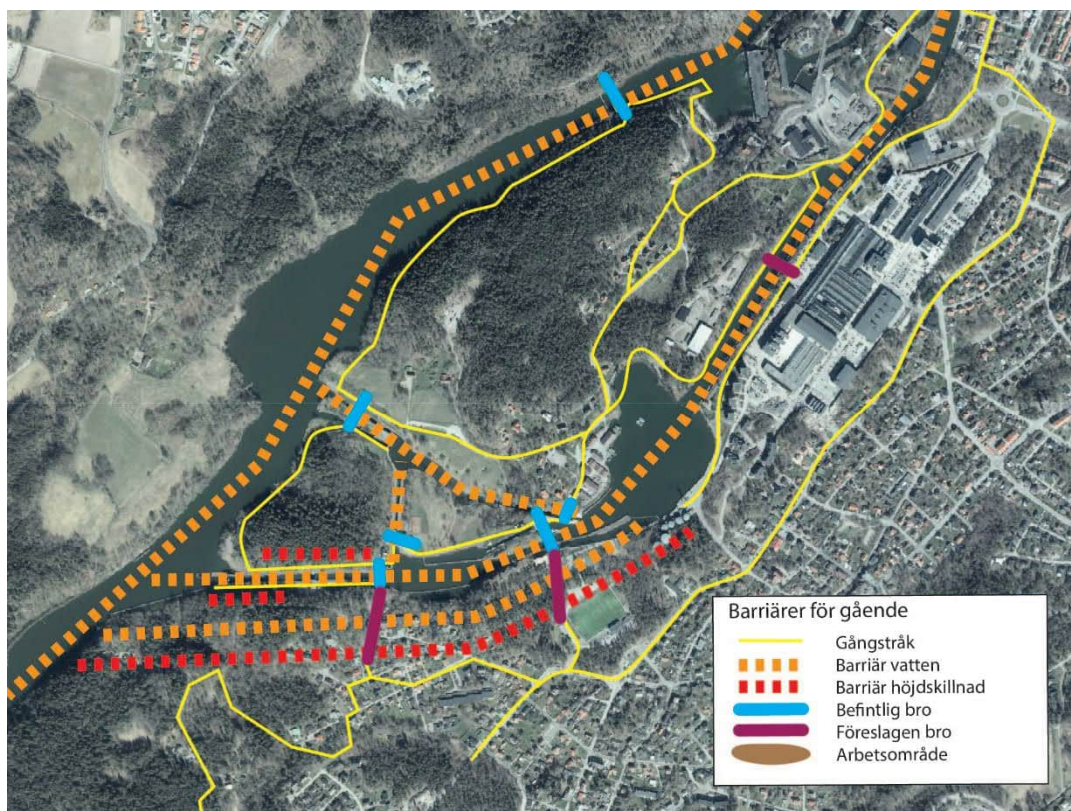 Barriärer för gående
Gångstråk
Barriär vatten
Barriär höjdskillnad
Befintlig bro
Föreslagen bro
Arbetsområde